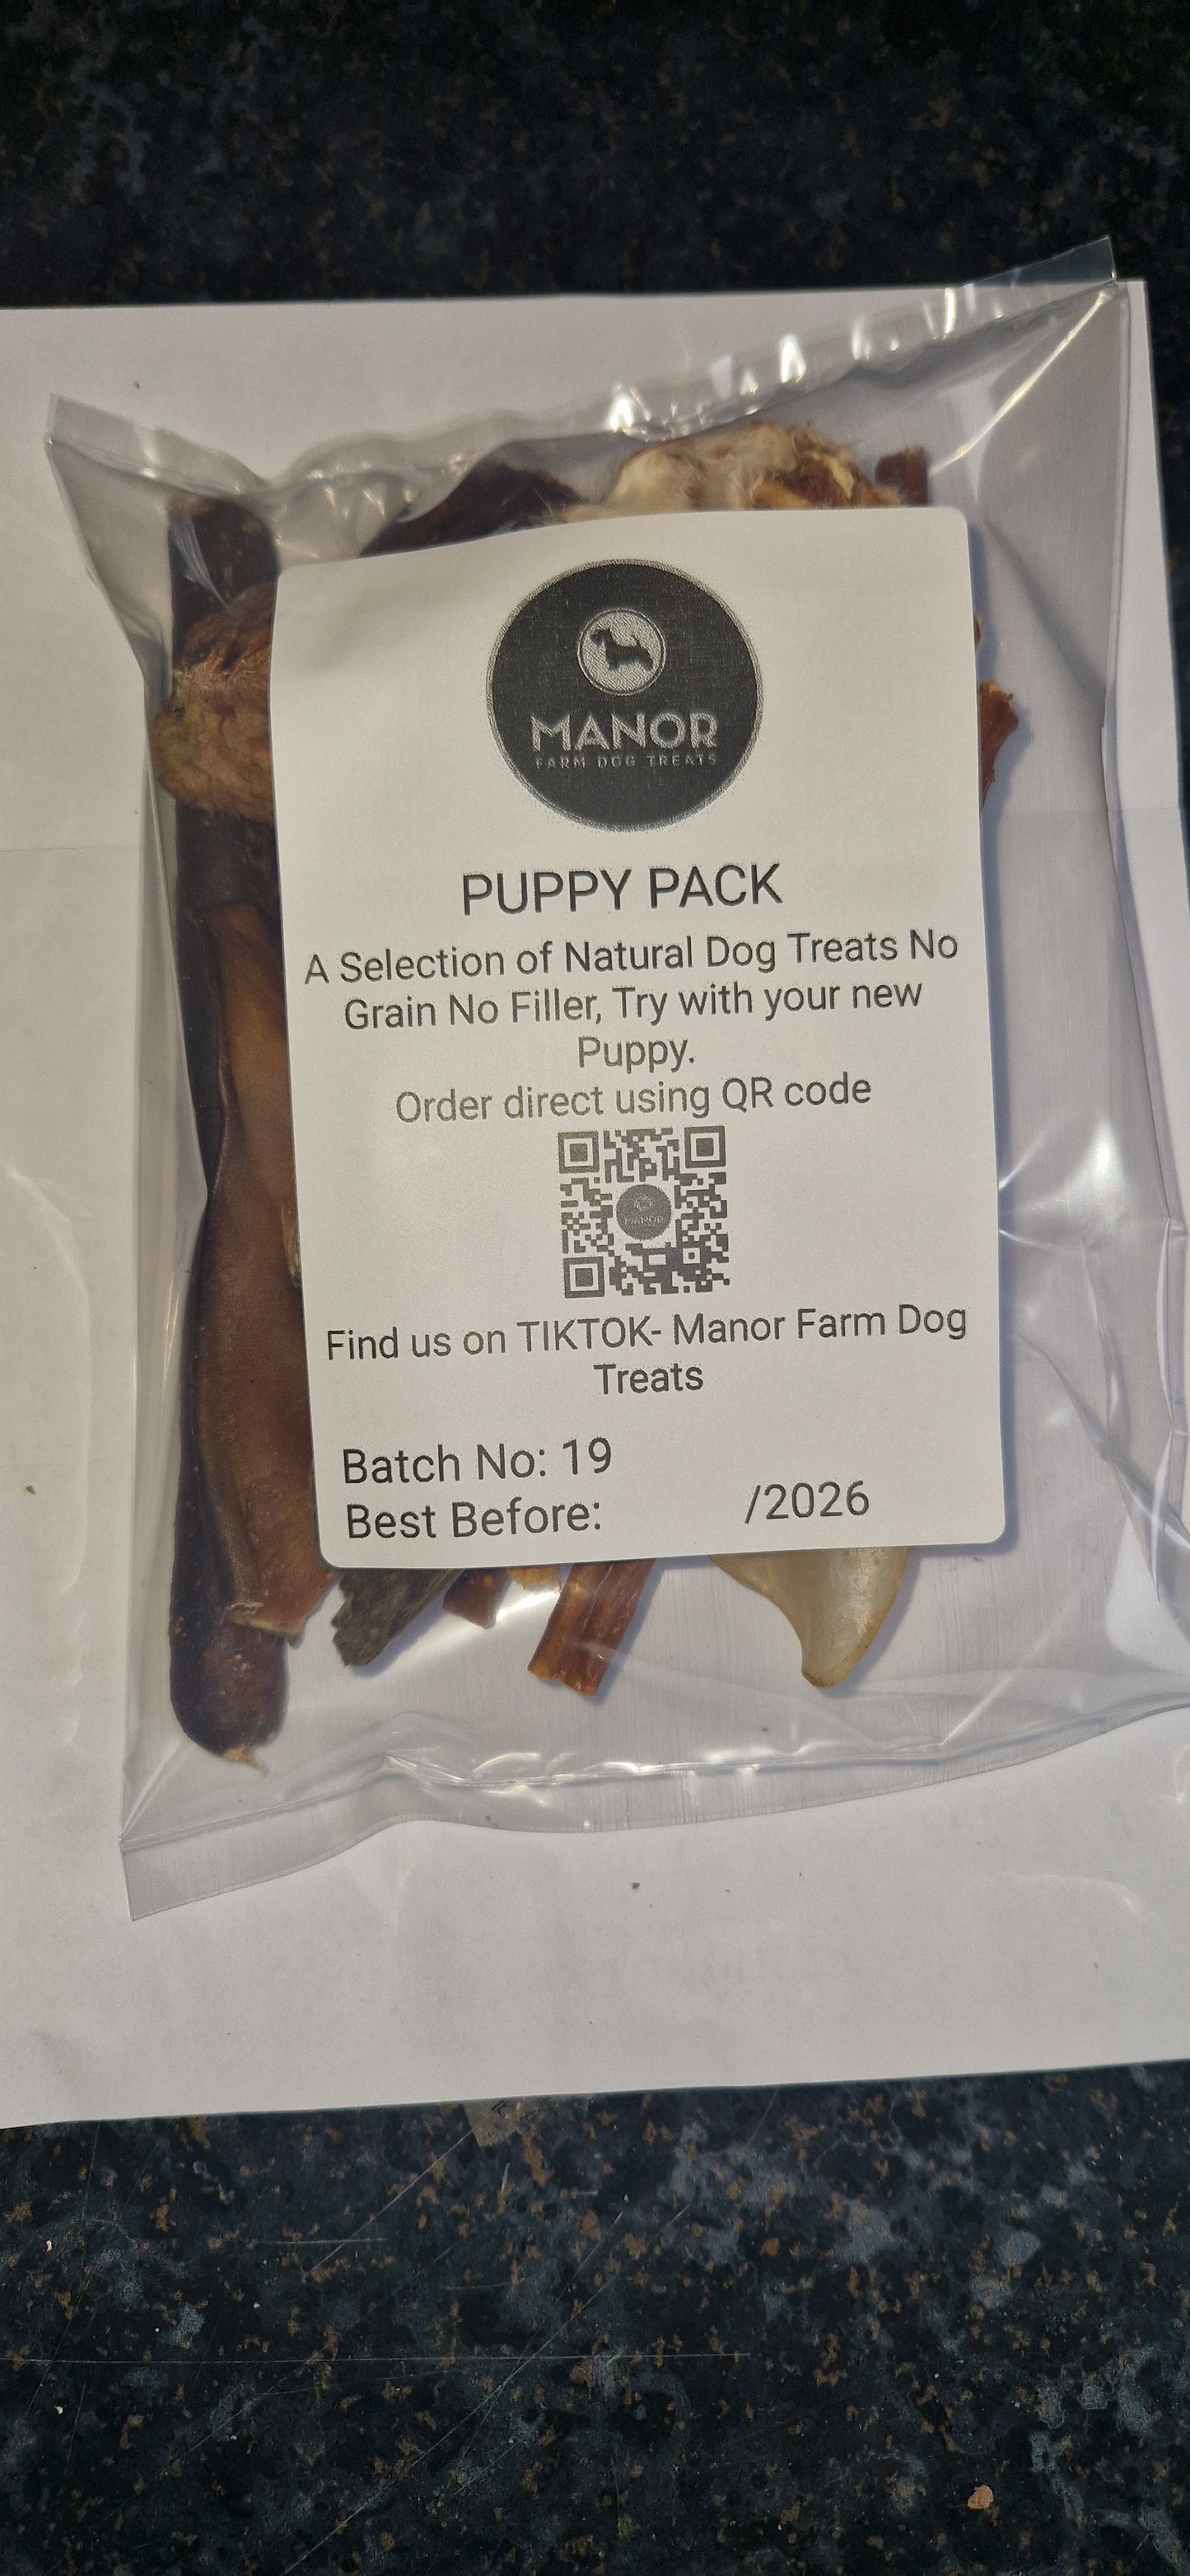 MANOR
FARM DOG TREATS
PUPPY PACK
A Selection of Natural Dog Treats No
Grain No Filler, Try with your new
Puppy.
Order direct using QR code
MANOR
Find us on TIKTOK- Manor Farm Dog
Treats
Batch No: 19
Best Before: /2026